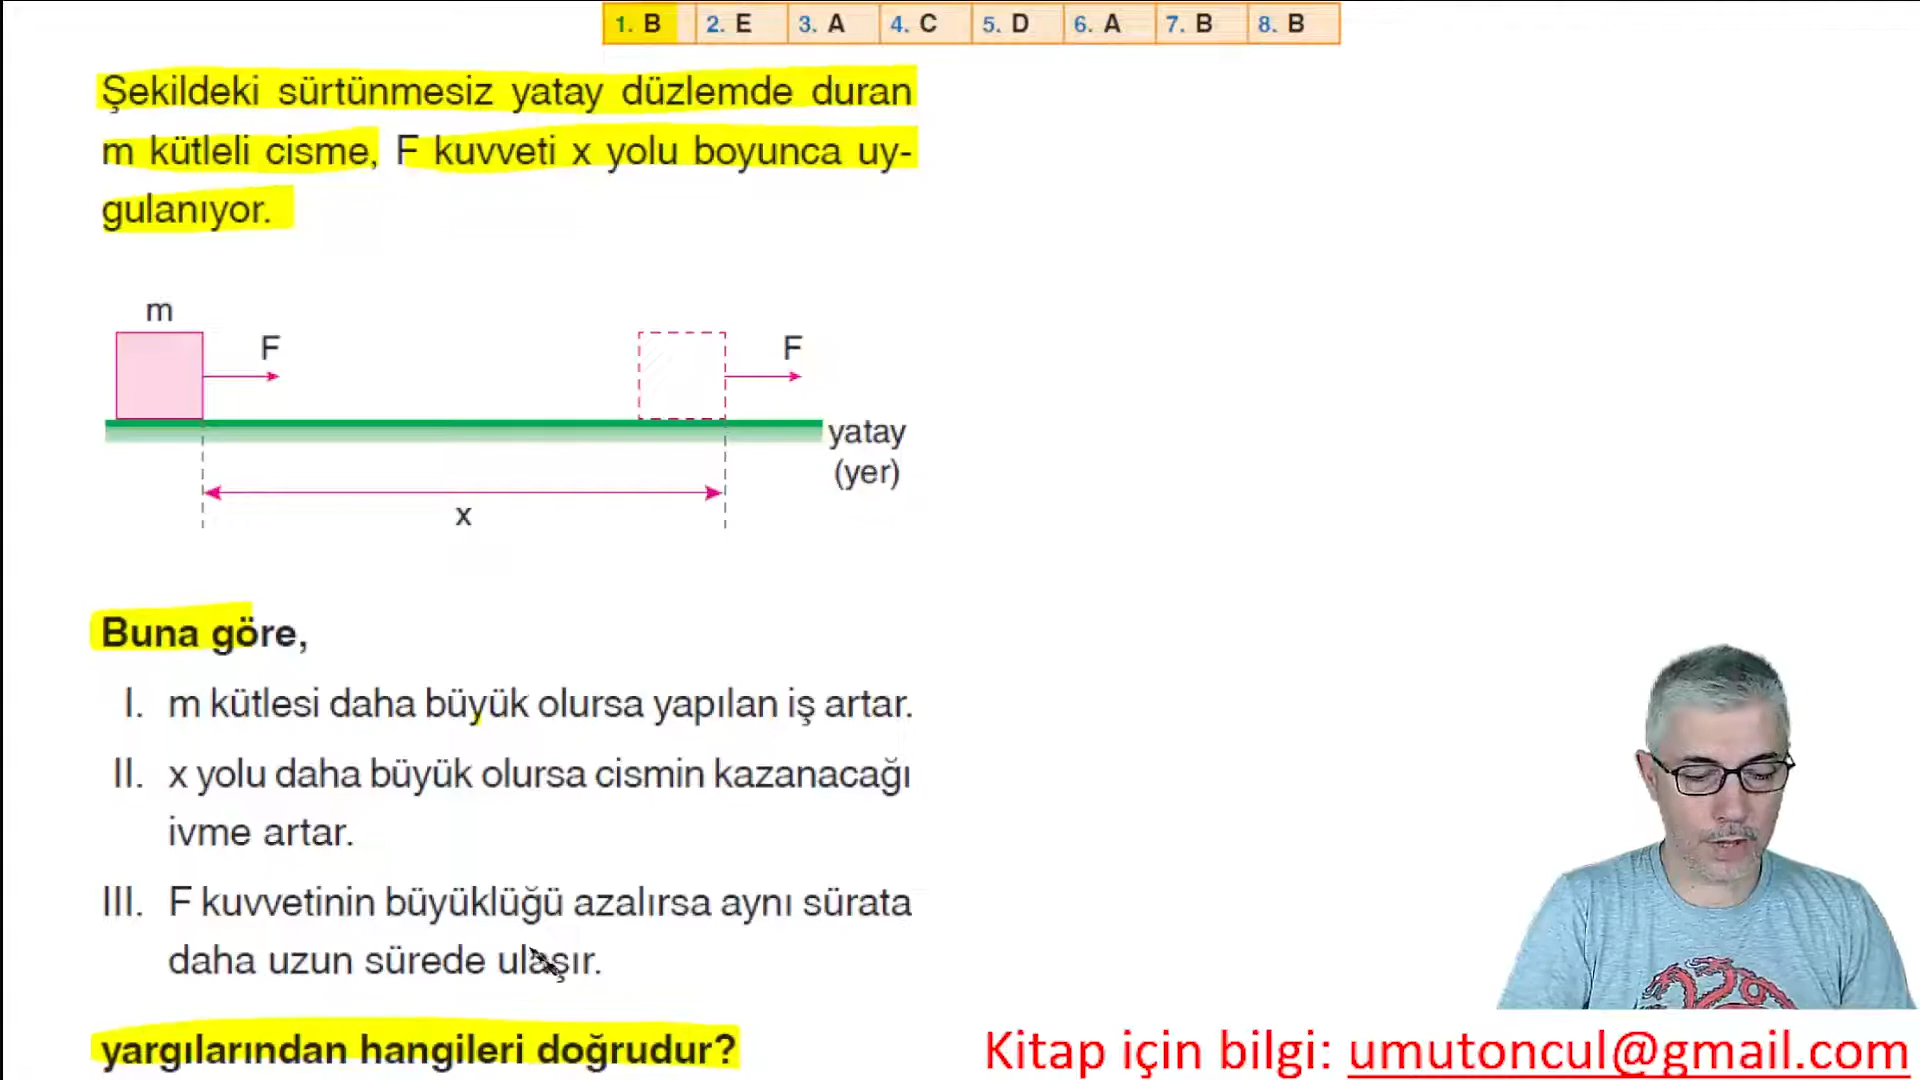 1. B 2. E 3. A 4. C 5. D 6. A 7. B 8. B
Şekildeki sürtünmesiz yatay düzlemde duran
m kütleli cisme, F kuvveti x yolu boyunca uy-
gulanıyor.
m
F
F
yatay
(yer)
x
Buna göre,
I. m kütlesi daha büyük olursa yapılan iş artar.
II. x yolu daha büyük olursa cismin kazanacağı
ivme artar.
III. F kuvvetinin büyüklüğü azalırsa aynı sürata
daha uzun sürede ulaşır.
yargılarından hangileri doğrudur?
Kitap için bilgi: umutoncul@gmail.com